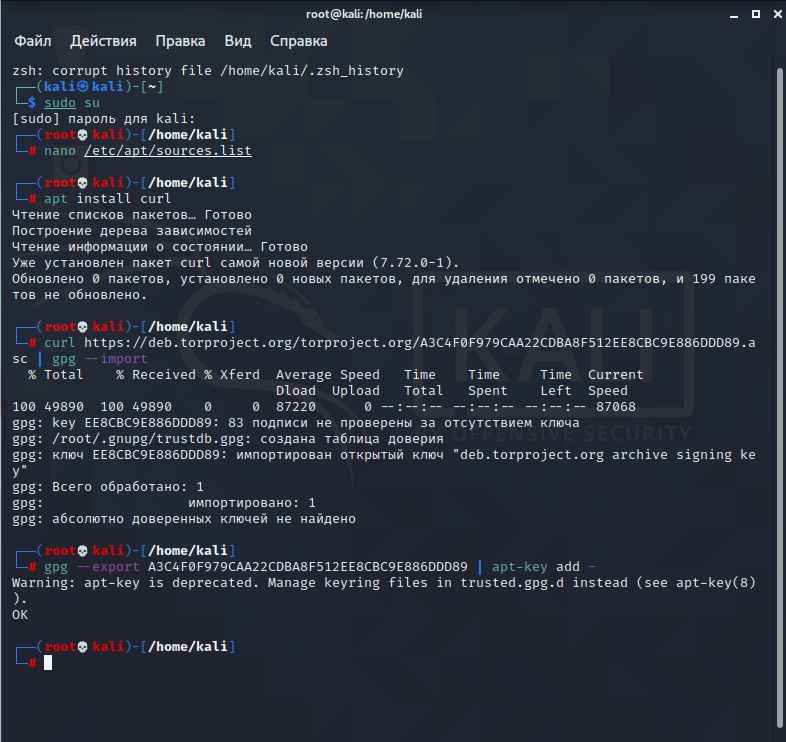 root@kali:/home/kali
Файл Действия Правка Вид Справка
zsh: corrupt history file /home/kali/.zsh_history
┌──(kali㉿kali)-[~]
└─$ sudo su
[sudo] пароль для kali:
┌──(root💀kali)-[/home/kali]
└─# nano /etc/apt/sources.list
┌──(root💀kali)-[/home/kali]
└─# apt install curl
Чтение списков пакетов… Готово
Построение дерева зависимостей
Чтение информации о состоянии… Готово
Уже установлен пакет curl самой новой версии (7.72.0-1).
Обновлено 0 пакетов, установлено 0 новых пакетов, для удаления отмечено 0 пакетов, и 199 паке
тов не обновлено.
┌──(root💀kali)-[/home/kali]
└─# curl https://deb.torproject.org/torproject.org/A3C4F0F979CAA22CDBA8F512EE8CBC9E886DDD89.a
sc | gpg --import
% Total % Received % Xferd Average Speed Time Time Time Current
Dload Upload Total Spent Left Speed
100 49890 100 49890 0 0 87220 0 --:--:-- --:--:-- --:--:-- 87068
gpg: key EE8CBC9E886DDD89: 83 подписи не проверены за отсутствием ключа
gpg: /root/.gnupg/trustdb.gpg: создана таблица доверия
gpg: ключ EE8CBC9E886DDD89: импортирован открытый ключ "deb.torproject.org archive signing ke
y"
gpg: Всего обработано: 1
gpg: импортировано: 1
gpg: абсолютно доверенных ключей не найдено
┌──(root💀kali)-[/home/kali]
└─# gpg --export A3C4F0F979CAA22CDBA8F512EE8CBC9E886DDD89 | apt-key add -
Warning: apt-key is deprecated. Manage keyring files in trusted.gpg.d instead (see apt-key(8)
).
OK
┌──(root💀kali)-[/home/kali]
└─#
KALI
BY OFFENSIVE SECURITY